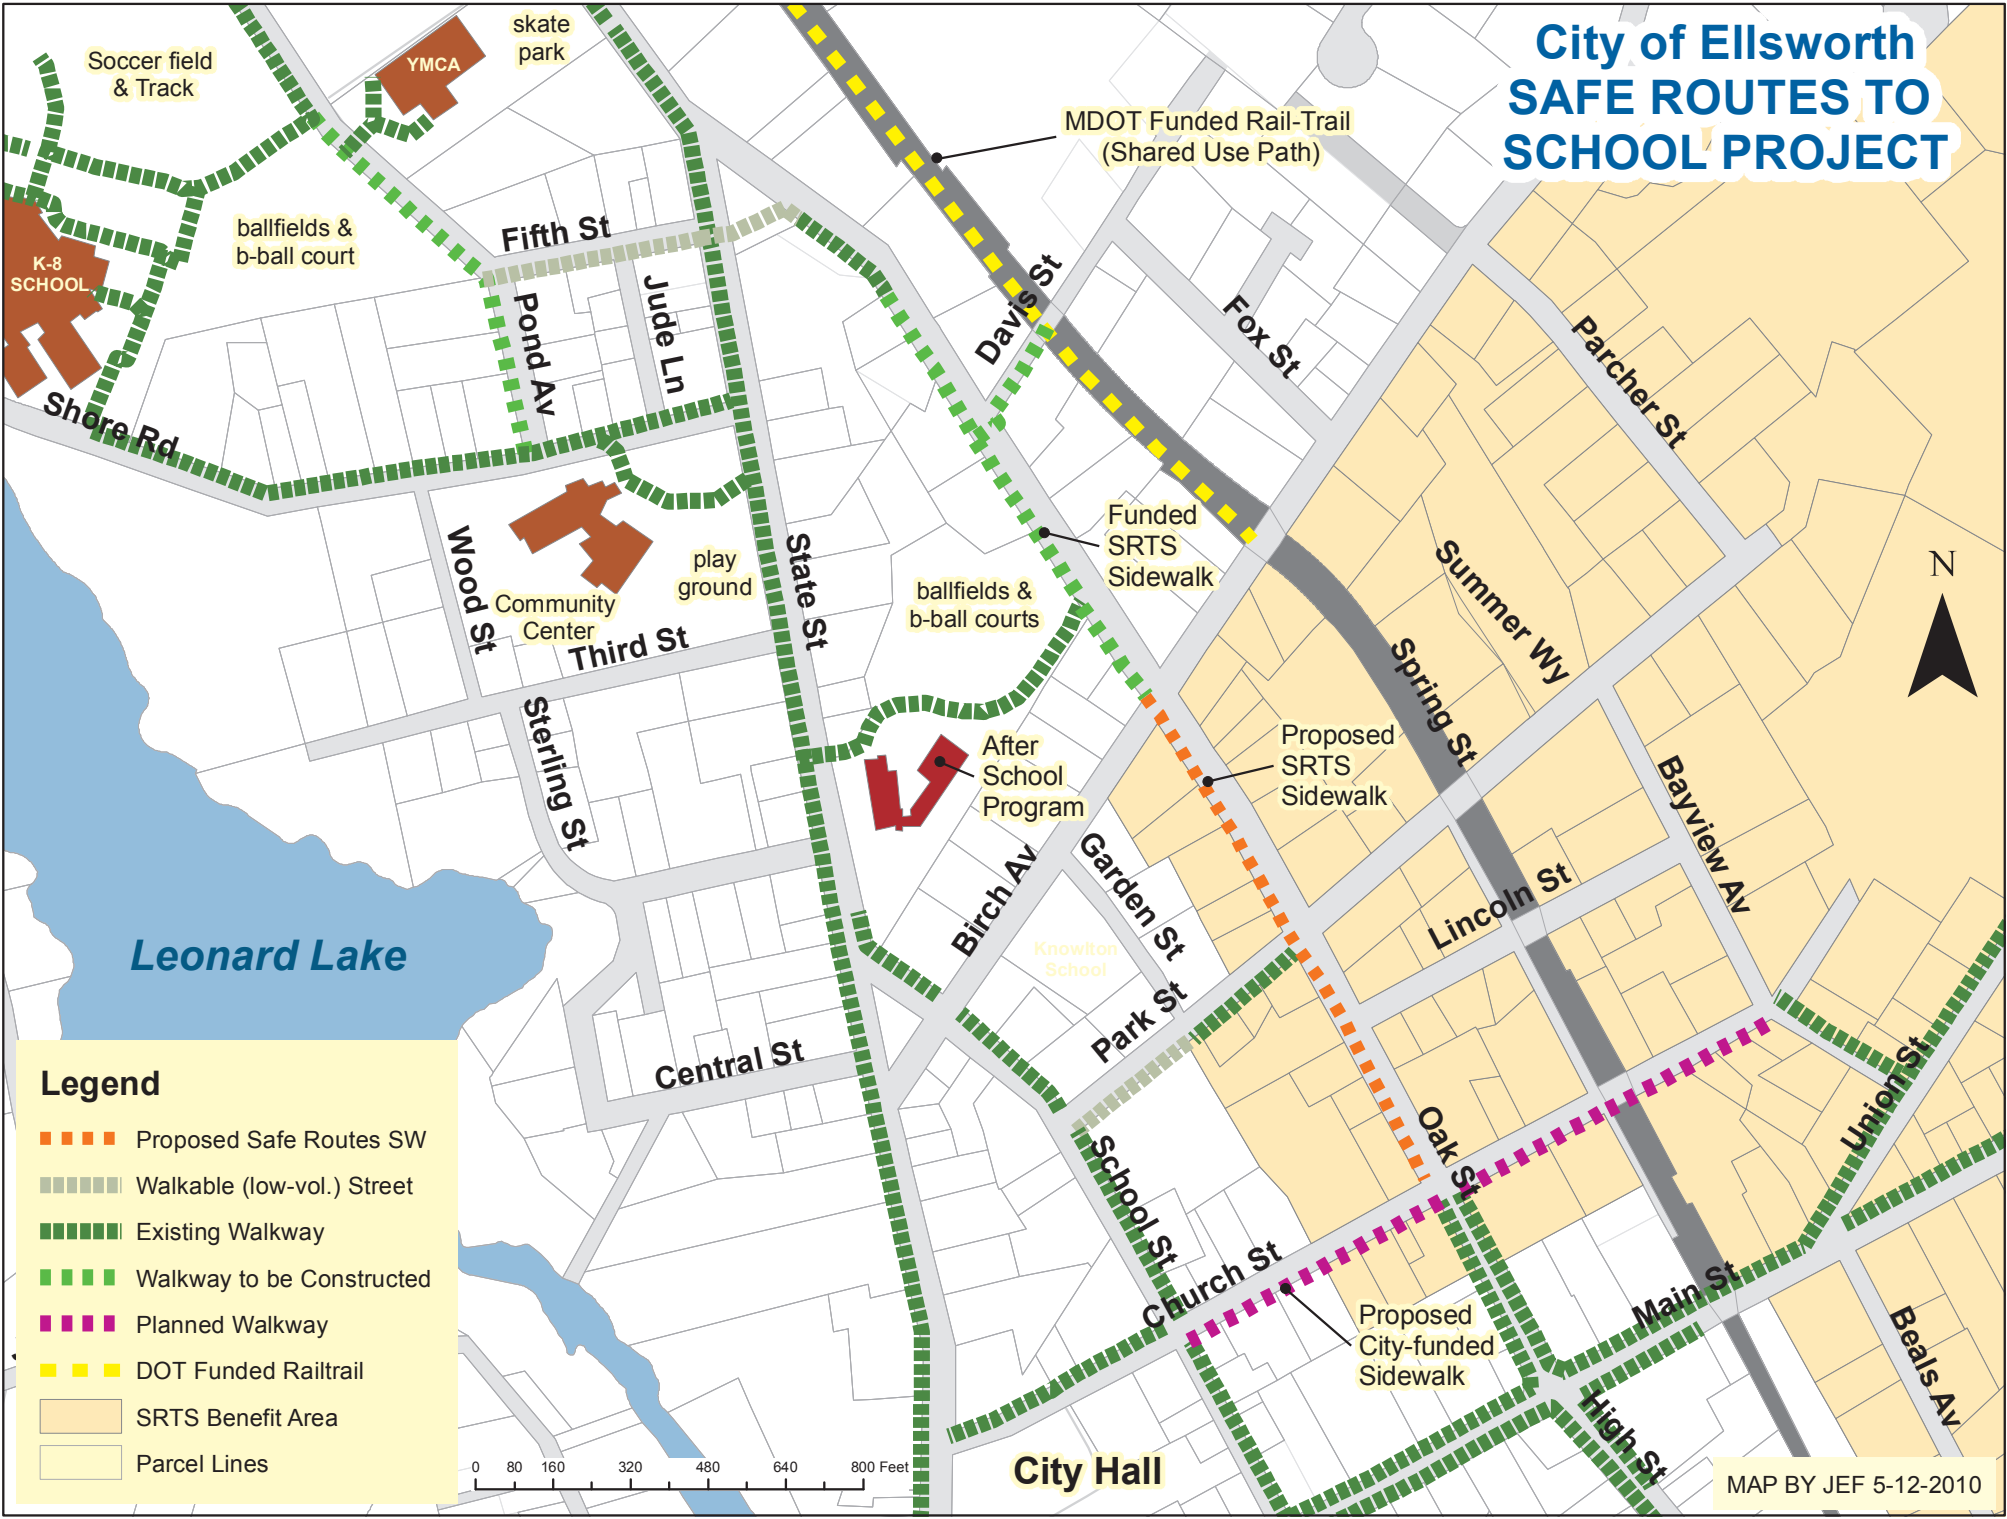 City of Ellsworth
SAFE ROUTES TO
SCHOOL PROJECT
skate
park
YMCA
Soccer field
& Track
MDOT Funded Rail-Trail
(Shared Use Path)
ballfields &
b-ball court
K-8
SCHOOL
Fifth St
Jude Ln
Pond Av
Davis St
Fox St
Parcher St
Shore Rd
Funded
SRTS
Sidewalk
Wood St
State St
play
ground
ballfields &
b-ball courts
Community
Center
Third St
Summer Wy
Spring St
N
Sterling St
After
School
Program
Proposed
SRTS
Sidewalk
Bayview Av
Garden St
Birch Av
Lincoln St
Knowlton
School
Leonard Lake
Park St
Central St
Union St
Oak St
School St
Church St
Main St
Proposed
City-funded
Sidewalk
Beals Av
High St
City Hall
Legend
Proposed Safe Routes SW
Walkable (low-vol.) Street
Existing Walkway
Walkway to be Constructed
Planned Walkway
DOT Funded Railtrail
SRTS Benefit Area
Parcel Lines
0 80 160 320 480 640 800 Feet
MAP BY JEF 5-12-2010